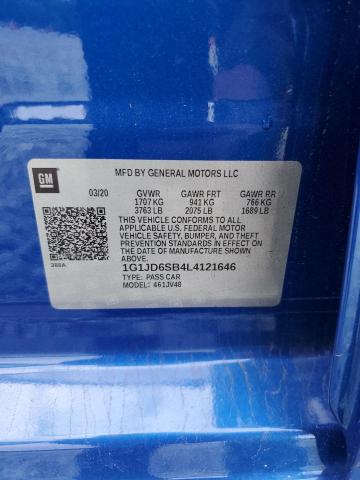 GM
MFD BY GENERAL MOTORS LLC
03/20 GVWR GAWR FRT GAWR RR
1707 KG 941 KG 766 KG
3763 LB 2075 LB 1689 LB
THIS VEHICLE CONFORMS TO ALL
APPLICABLE U.S. FEDERAL MOTOR
VEHICLE SAFETY, BUMPER, AND THEFT
PREVENTION STANDARDS IN EFFECT ON
THE DATE OF MANUFACTURE SHOWN
ABOVE.
388A
1G1JD6SB4L4121646
TYPE: PASS CAR
MODEL: 461JV48